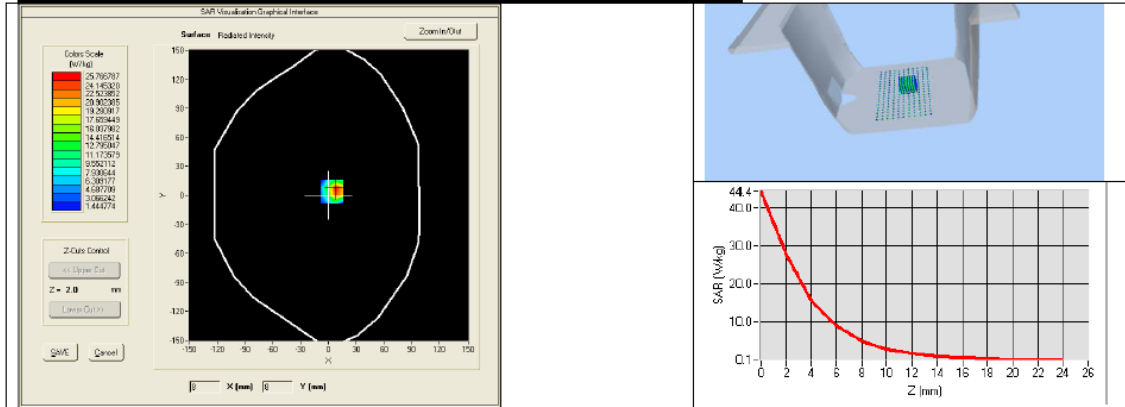 SAR Visualisation Graphical Interface
Surface Radiated Intensity
Zoom In/Out
Colors Scale
(W/kg)
25.766787
24.145320
22.523852
20.902385
19.280917
17.659449
16.037982
14.416514
12.795047
11.173579
9.552112
7.930644
6.309177
4.687709
3.066242
1.444774
150
120
90
60
30
0
-30
-60
-90
-120
-150
Y
-150 -120 -90 -60 -30 0 30 60 90 120 150
X
Z-Cuts Control
<< Upper Cut
Z = 2.0 mm
Lower Cut >>
SAVE Cancel
8 X (mm) 8 Y (mm)
44.4
40.0
30.0
20.0
10.0
0.1
SAR (W/kg)
0 2 4 6 8 10 12 14 16 18 20 22 24 26
Z (mm)